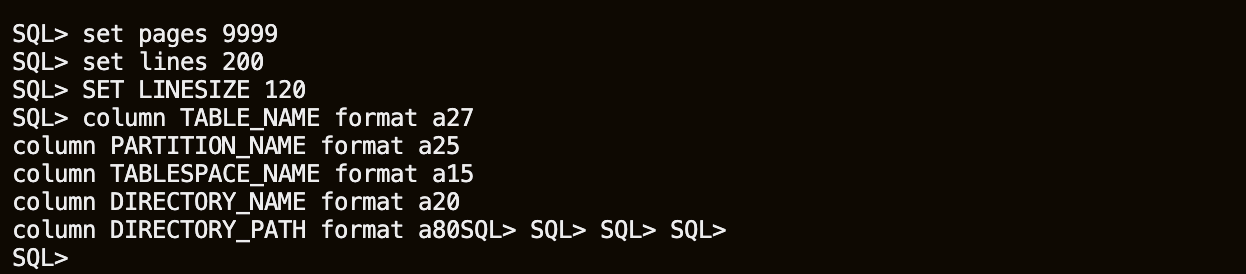 SQL> set pages 9999
SQL> set lines 200
SQL> SET LINESIZE 120
SQL> column TABLE_NAME format a27
column PARTITION_NAME format a25
column TABLESPACE_NAME format a15
column DIRECTORY_NAME format a20
column DIRECTORY_PATH format a80SQL> SQL> SQL> SQL>
SQL>